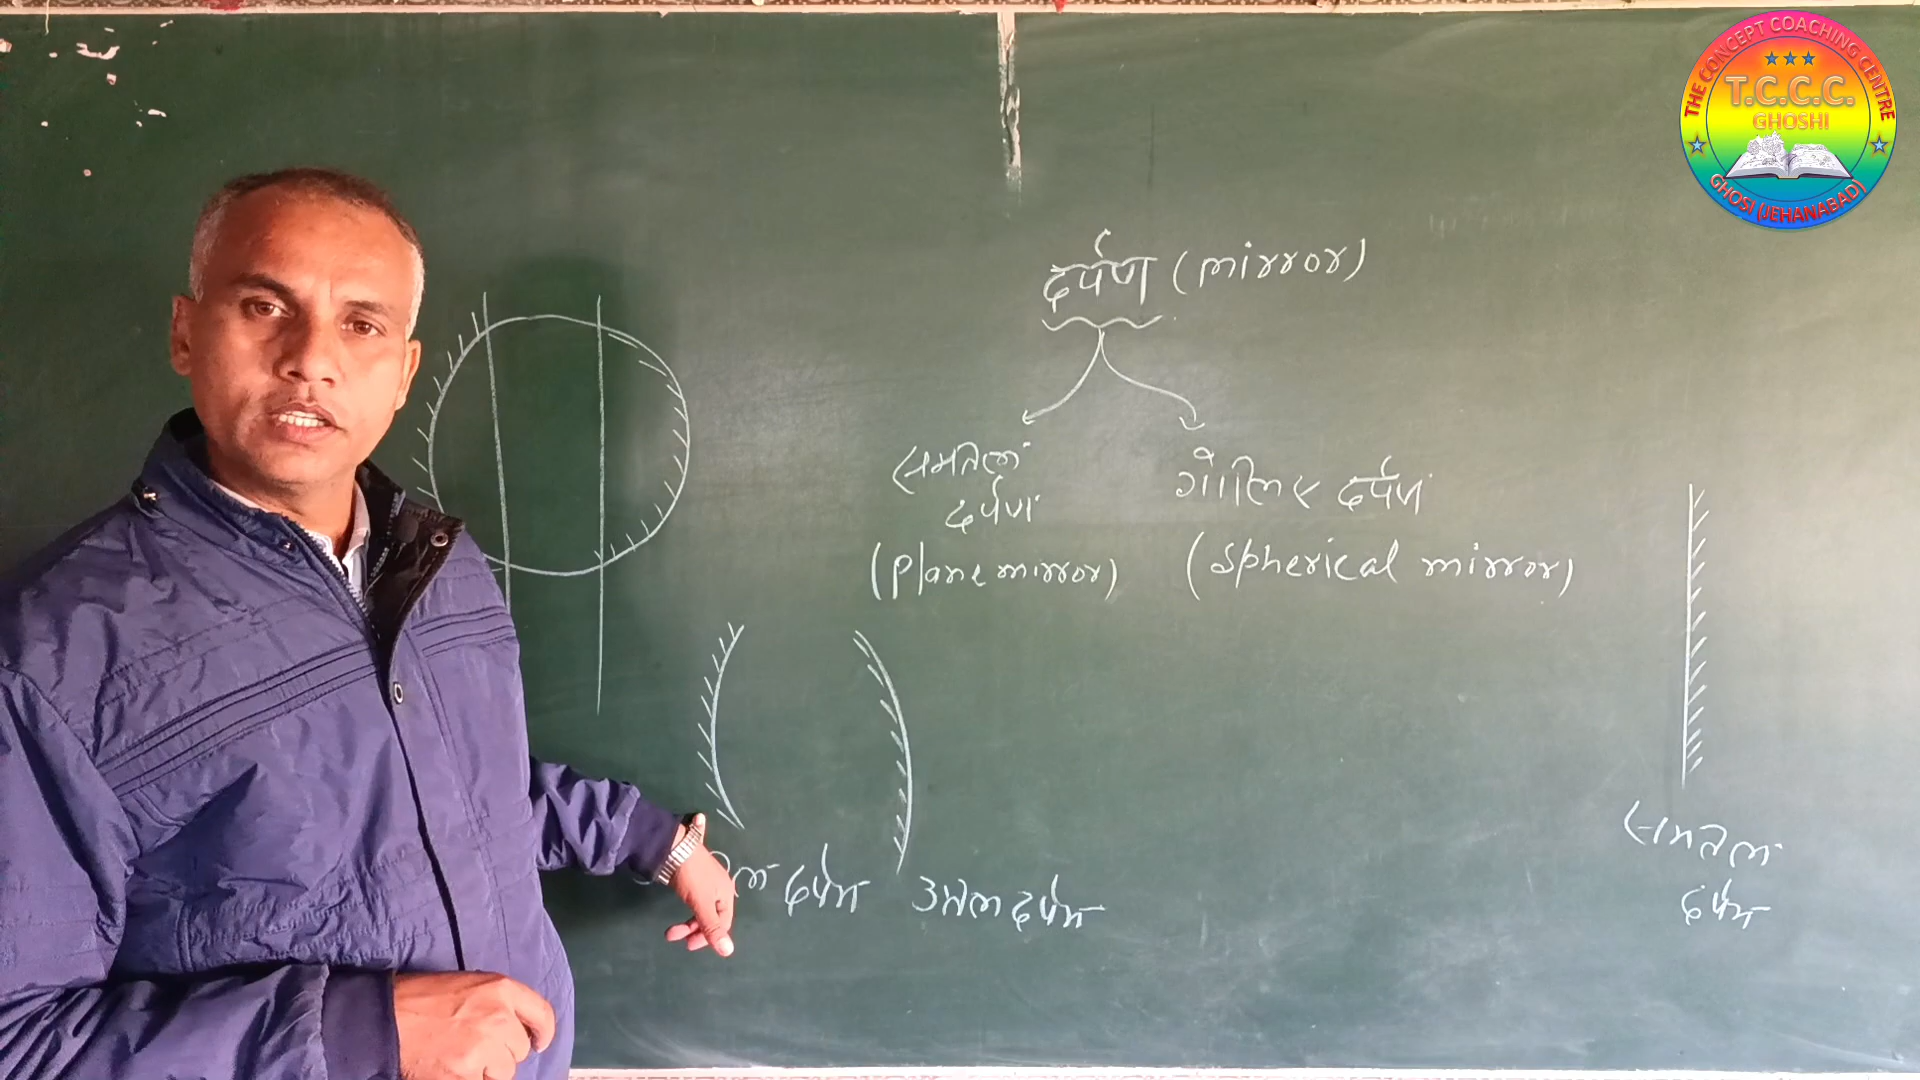 THE CONCEPT COACHING CENTRE
T.C.C.C.
GHOSHI
GHOSI (JEHANABAD)
दर्पण (mirror)
समतल
दर्पण
(Plane mirror)
गोलिय दर्पण
(Spherical mirror)
दर्पण
उत्तल दर्पण
समतल
दर्पण